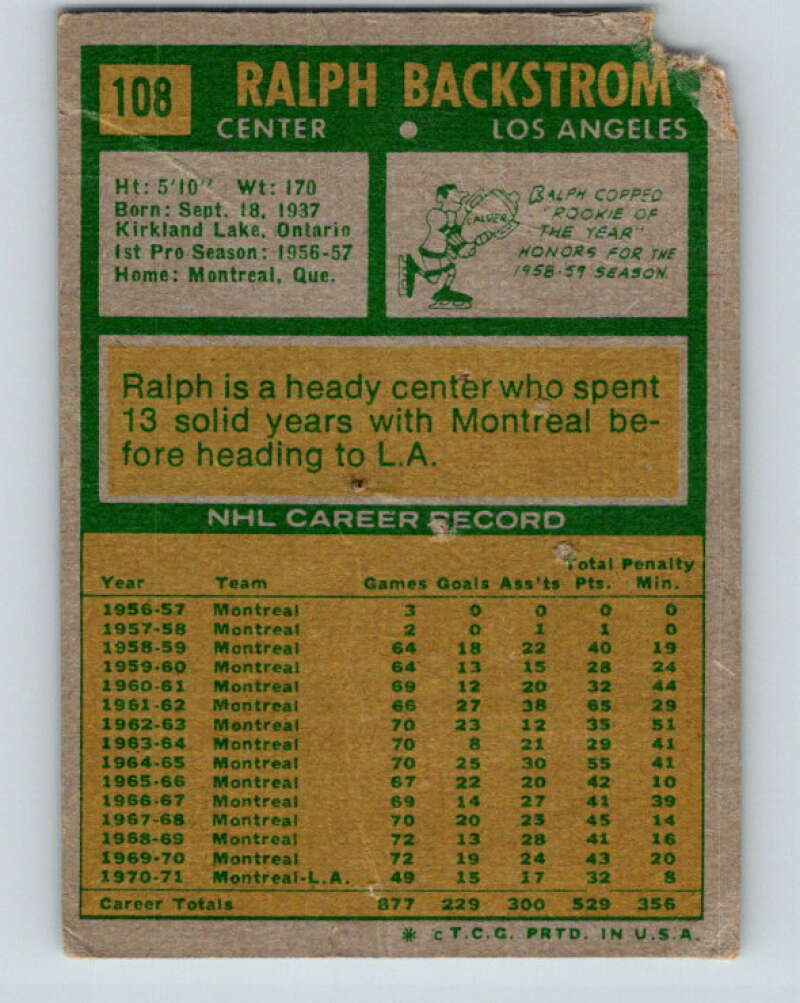 108 RALPH BACKSTROM
CENTER LOS ANGELES
Ht: 5'10" Wt: 170
Born: Sept. 18, 1937
Kirkland Lake, Ontario
1st Pro Season: 1956-57
Home: Montreal, Que.
CALDER
RALPH COPPED
"ROOKIE OF
THE YEAR"
HONORS FOR THE
1958-59 SEASON.
Ralph is a heady center who spent
13 solid years with Montreal be-
fore heading to L.A.
NHL CAREER RECORD
Total Penalty
Year Team Games Goals Ass'ts Pts. Min.
1956-57 Montreal 3 0 0 0 0
1957-58 Montreal 2 0 1 1 0
1958-59 Montreal 64 18 22 40 19
1959-60 Montreal 64 13 15 28 24
1960-61 Montreal 69 12 20 32 44
1961-62 Montreal 66 27 38 65 29
1962-63 Montreal 70 23 12 35 51
1963-64 Montreal 70 8 21 29 41
1964-65 Montreal 70 25 30 55 41
1965-66 Montreal 67 22 20 42 10
1966-67 Montreal 69 14 27 41 39
1967-68 Montreal 70 20 25 45 14
1968-69 Montreal 72 13 28 41 16
1969-70 Montreal 72 19 24 43 20
1970-71 Montreal-L.A. 49 15 17 32 8
Career Totals 877 229 300 529 356
* © T.C.G. PRTD. IN U.S.A.